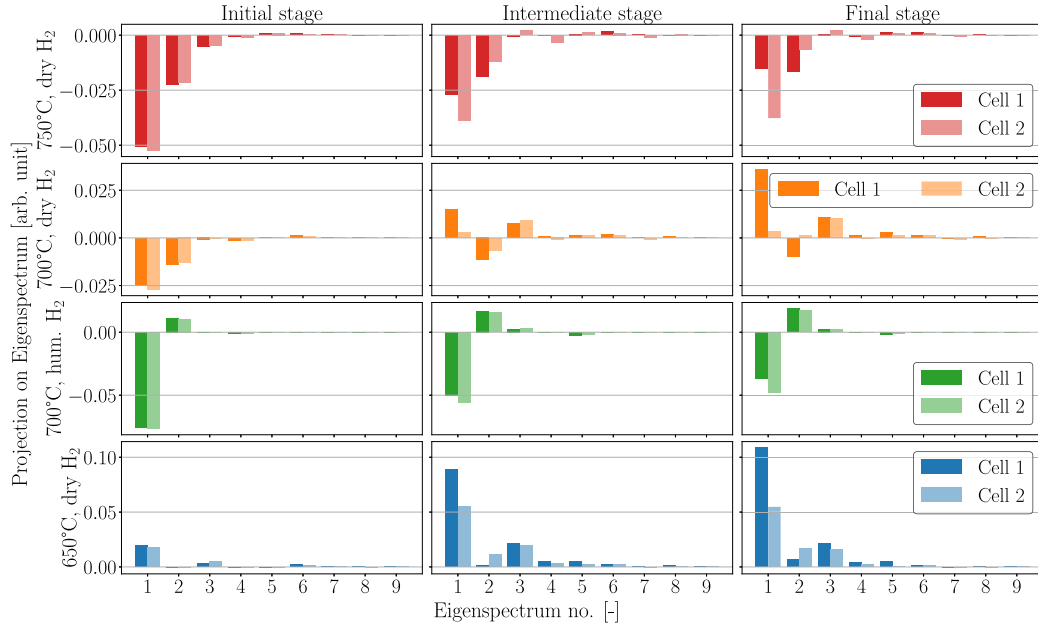 Initial stage
Intermediate stage
Final stage
Projection on Eigenspectrum [arb. unit]
750°C, dry H₂
0.000
−0.025
−0.050
Cell 1
Cell 2
700°C, dry H₂
0.025
0.000
−0.025
Cell 1 Cell 2
700°C, hum. H₂
0.00
−0.05
Cell 1
Cell 2
650°C, dry H₂
0.10
0.05
0.00
Cell 1
Cell 2
1 2 3 4 5 6 7 8 9
1 2 3 4 5 6 7 8 9
1 2 3 4 5 6 7 8 9
Eigenspectrum no. [-]